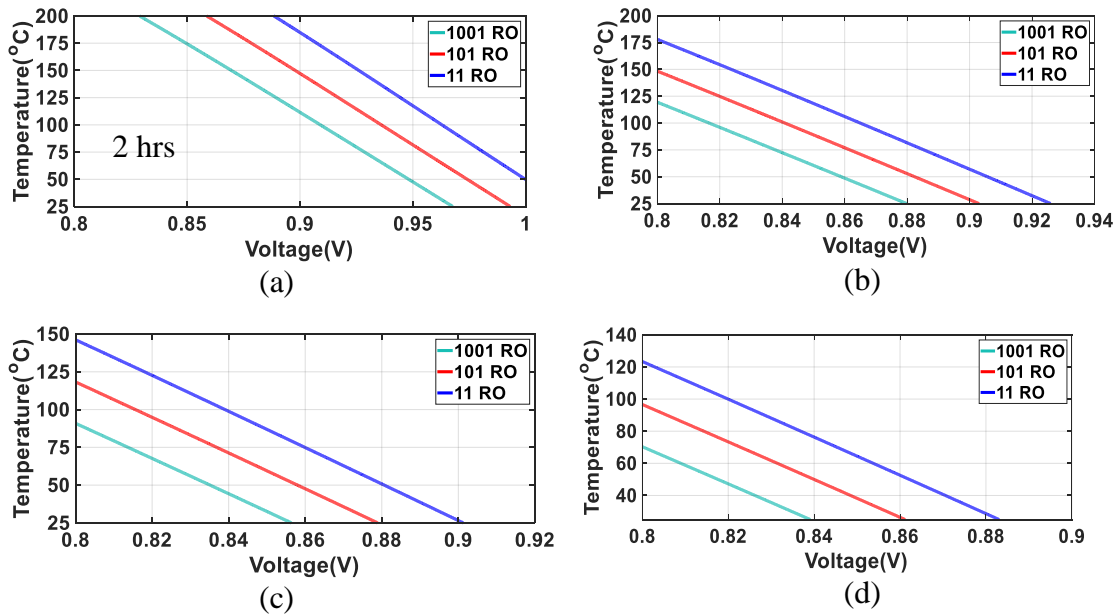 Temperature(°C)
200
175
150
125
100
75
50
25
0.8
0.85
0.9
0.95
1
Voltage(V)
1001 RO
101 RO
11 RO
2 hrs
(a)
Temperature(°C)
200
175
150
125
100
75
50
25
0.8
0.82
0.84
0.86
0.88
0.9
0.92
0.94
Voltage(V)
1001 RO
101 RO
11 RO
(b)
Temperature(°C)
150
125
100
75
50
25
0.8
0.82
0.84
0.86
0.88
0.9
0.92
Voltage(V)
1001 RO
101 RO
11 RO
(c)
Temperature(°C)
140
120
100
80
60
40
0.8
0.82
0.84
0.86
0.88
0.9
Voltage(V)
1001 RO
101 RO
11 RO
(d)